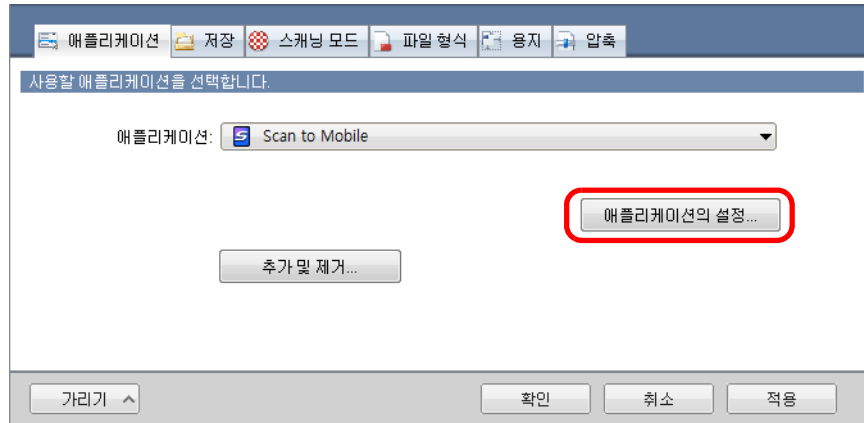 애플리케이션 저장 스캐닝 모드 파일 형식 용지 압축
사용할 애플리케이션을 선택합니다.
애플리케이션: Scan to Mobile
애플리케이션의 설정...
추가 및 제거...
가리기 확인 취소 적용